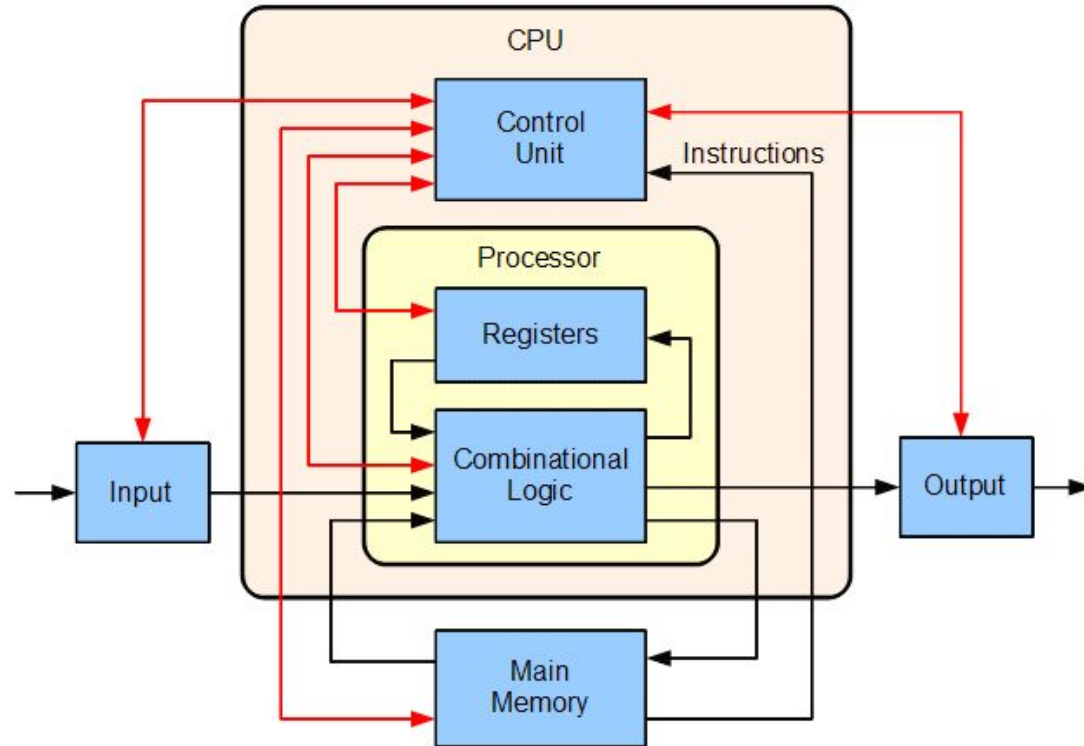 CPU
Control
Unit
Instructions
Processor
Registers
Combinational
Logic
Input
Output
Main
Memory